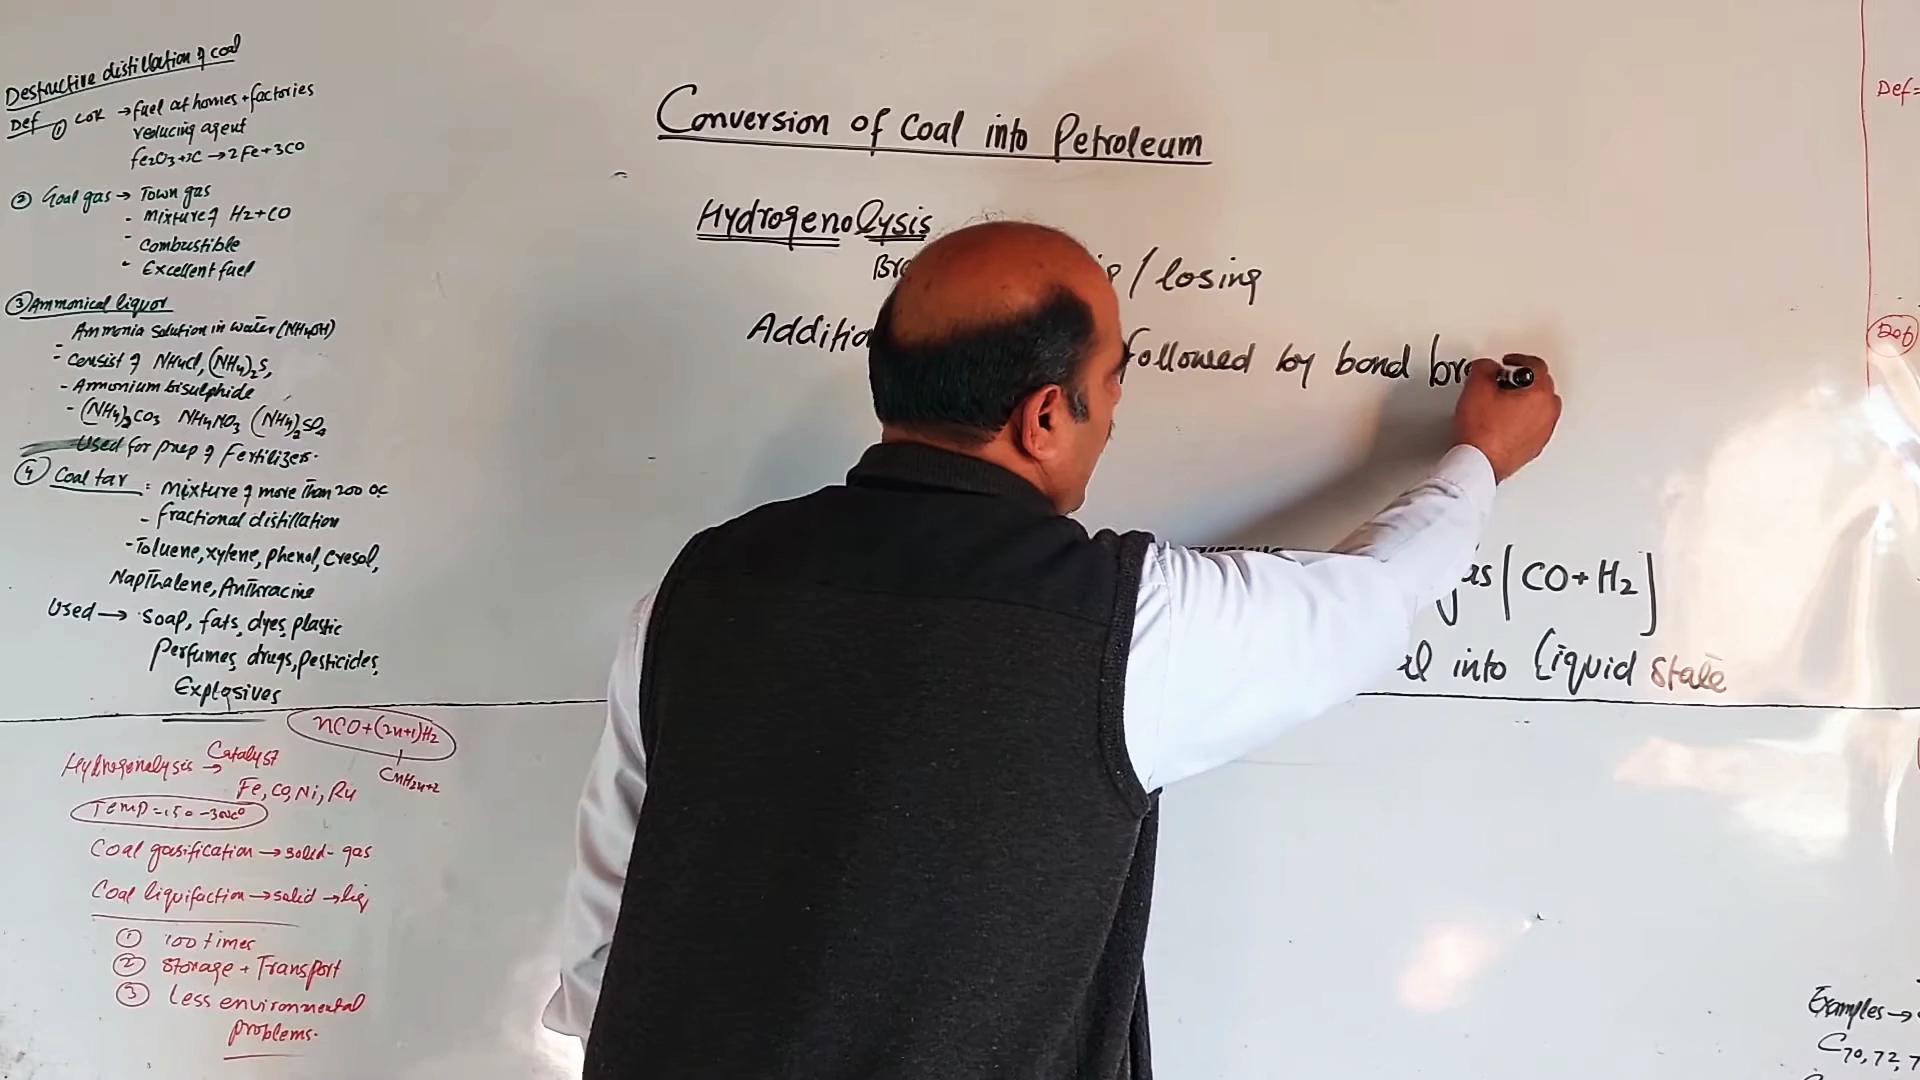 Destructive distillation of coal
Def ① Cok → fuel at homes + factories
reducing agent
Fe2O3+3C → 2Fe+3CO
② Coal gas → Town gas
- Mixture of H2+CO
- Combustible
- Excellent fuel
③ Ammonical liquor
- Ammonia solution in water (NH4OH)
- Consist of NH4Cl, (NH4)2S,
- Ammonium bisulphide
- (NH4)2CO3 NH4NO3 (NH4)2SO4
Used for prep of Fertilizers.
④ Coal tar : Mixture of more than 200 OC
- fractional distillation
- Toluene, xylene, phenol, cresol,
Napthalene, Anthracine
Used → soap, fats, dyes, plastic
Perfumes, drugs, pesticides,
Explosives
nCO+(2n+1)H2
CnH2n+2
Hydrogenolysis → Catalyst
Fe, CO, Ni, Ru
Temp = 150 - 300C°
Coal gasification → solid - gas
Coal liquifaction → solid → liq
① 100 times
② Storage + Transport
③ Less environmental
problems.
Conversion of Coal into Petroleum
Hydrogenolysis
/ losing
followed by bond
[CO+H2]
into Liquid state
Def=
Examples →
C70, 72, 7